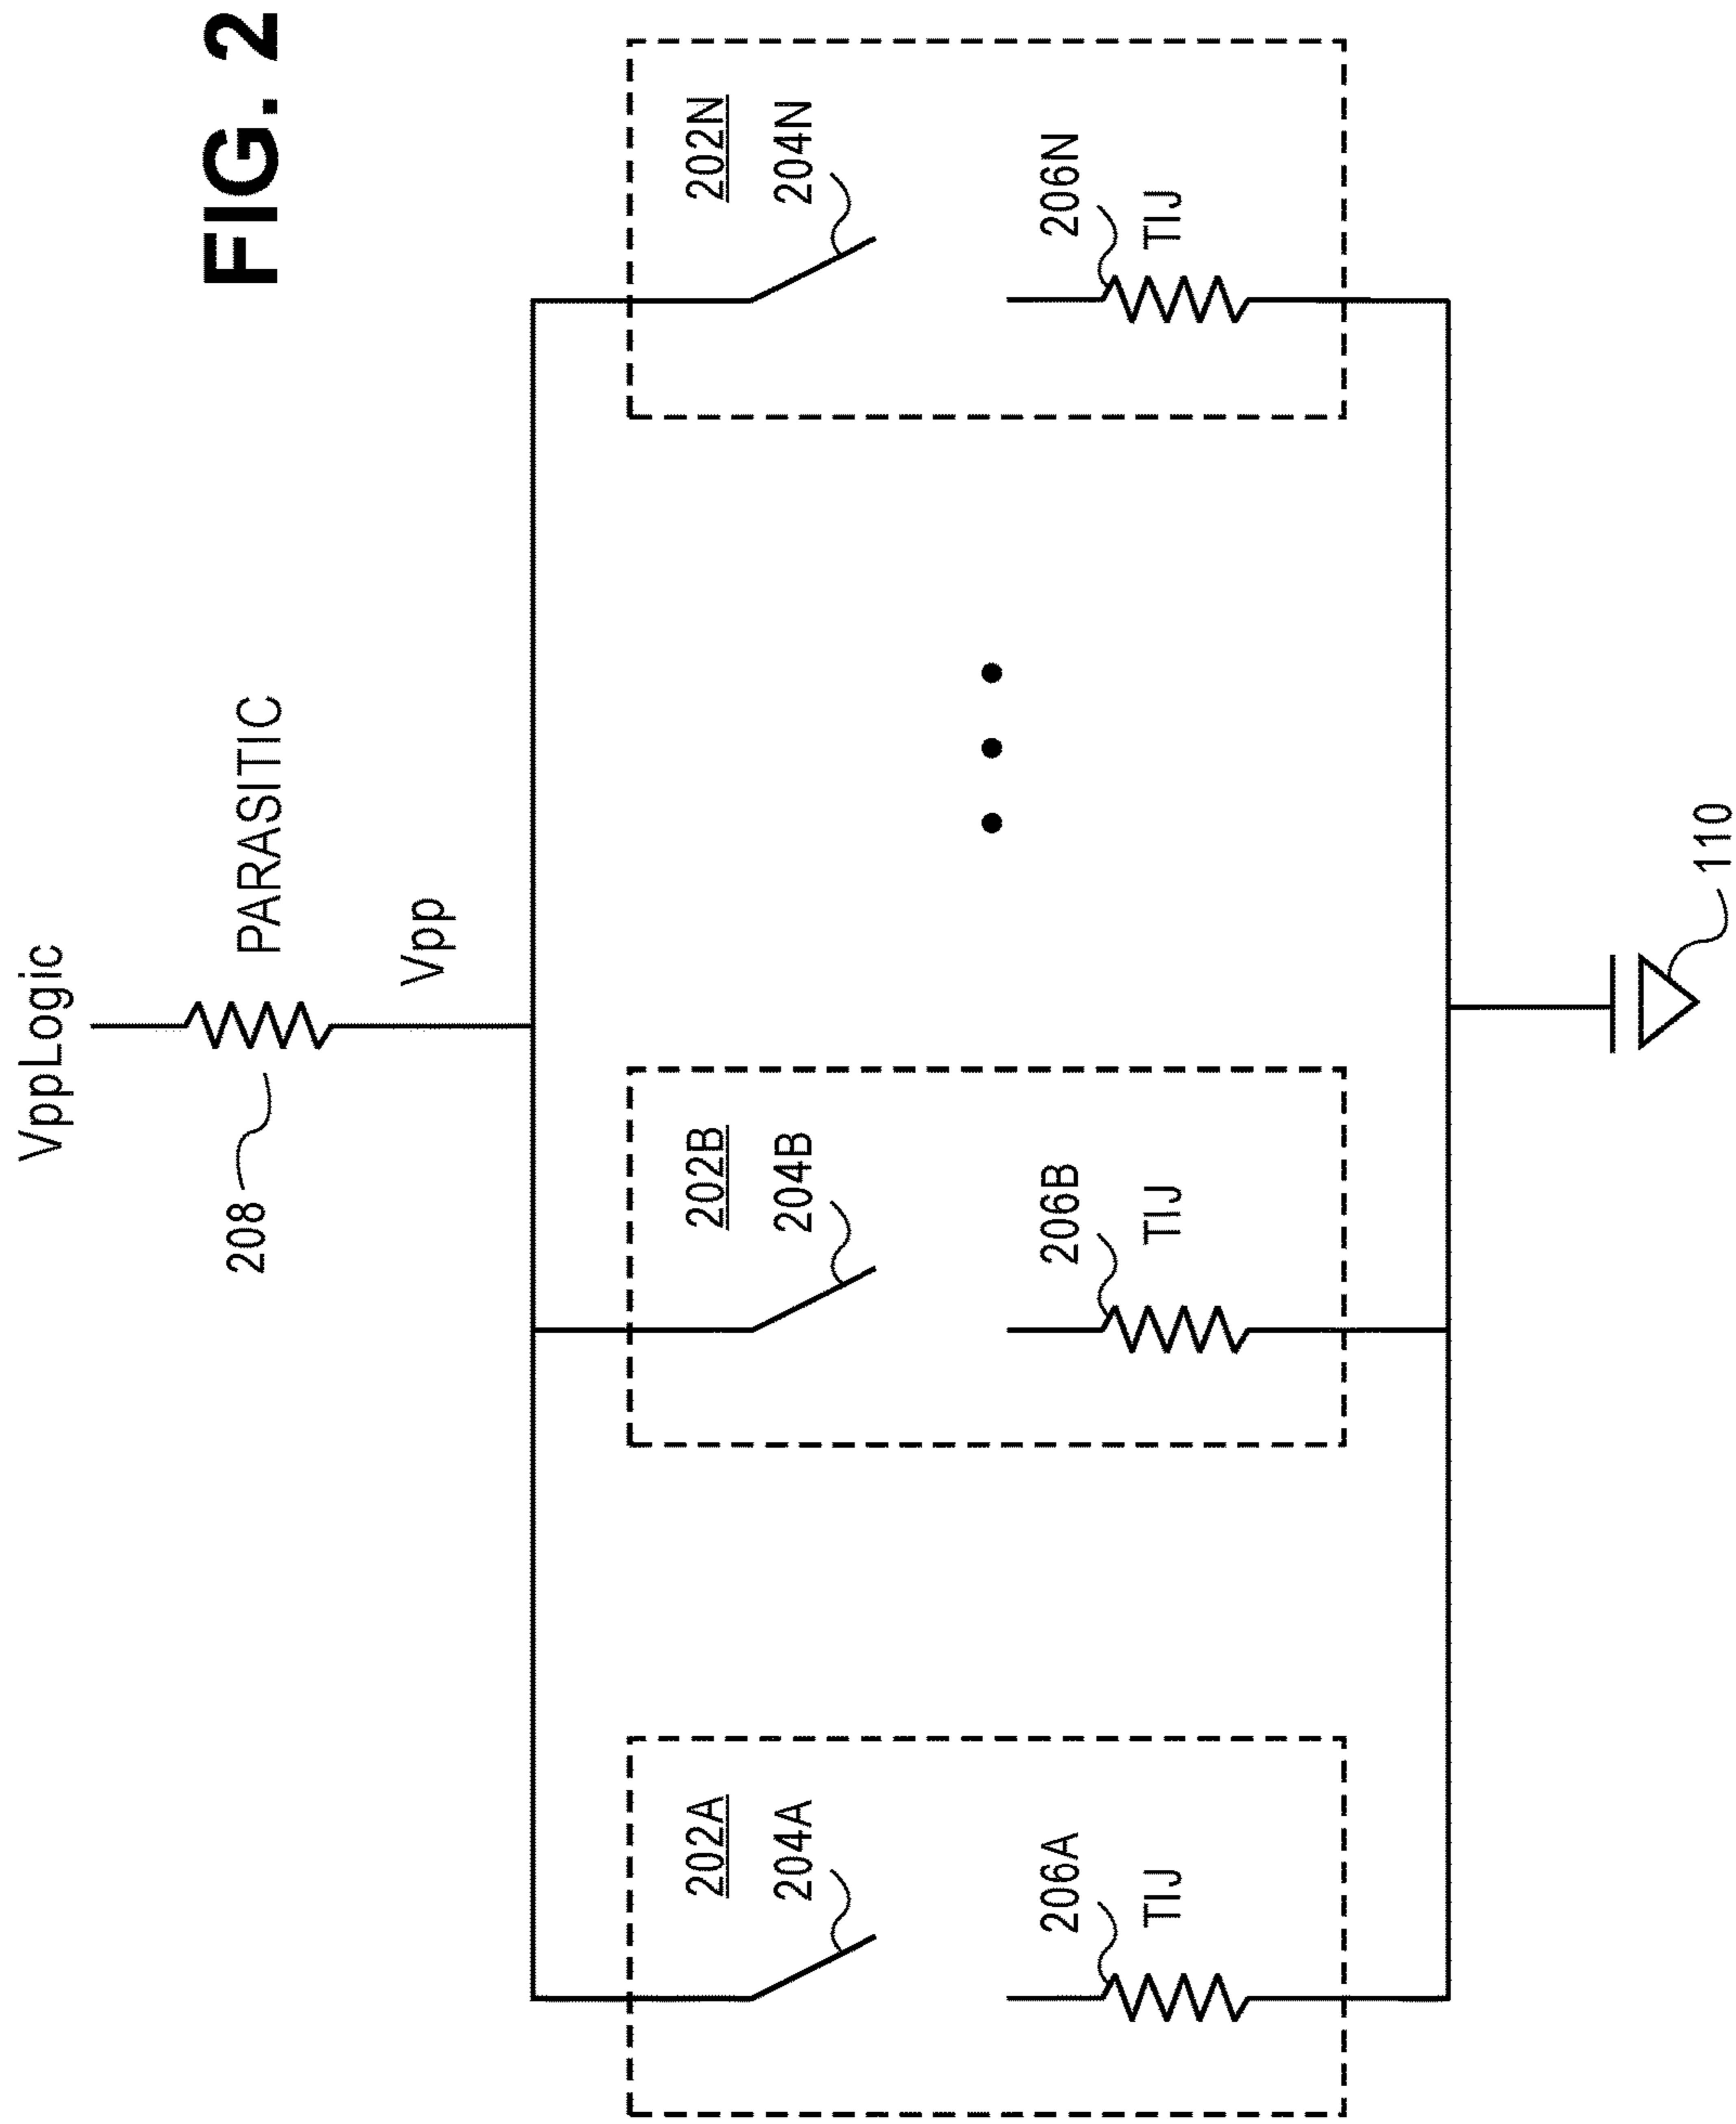 FIG. 2
VppLogic
208
PARASITIC
Vpp
202A
204A
206A
TIJ
202B
204B
206B
TIJ
202N
204N
206N
TIJ
110